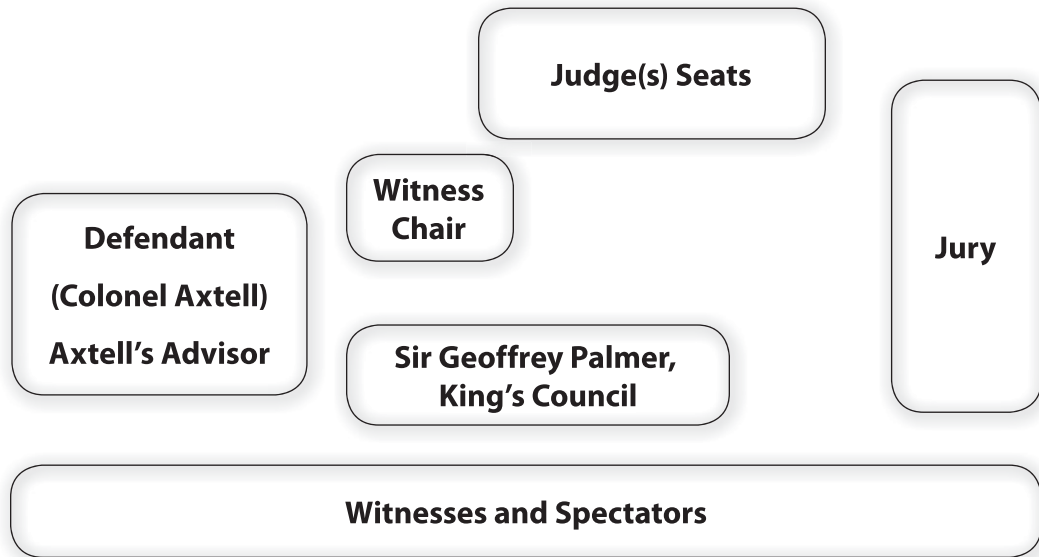 Judge(s) Seats
Witness
Chair
Defendant
(Colonel Axtell)
Axtell’s Advisor
Jury
Sir Geoffrey Palmer,
King’s Council
Witnesses and Spectators